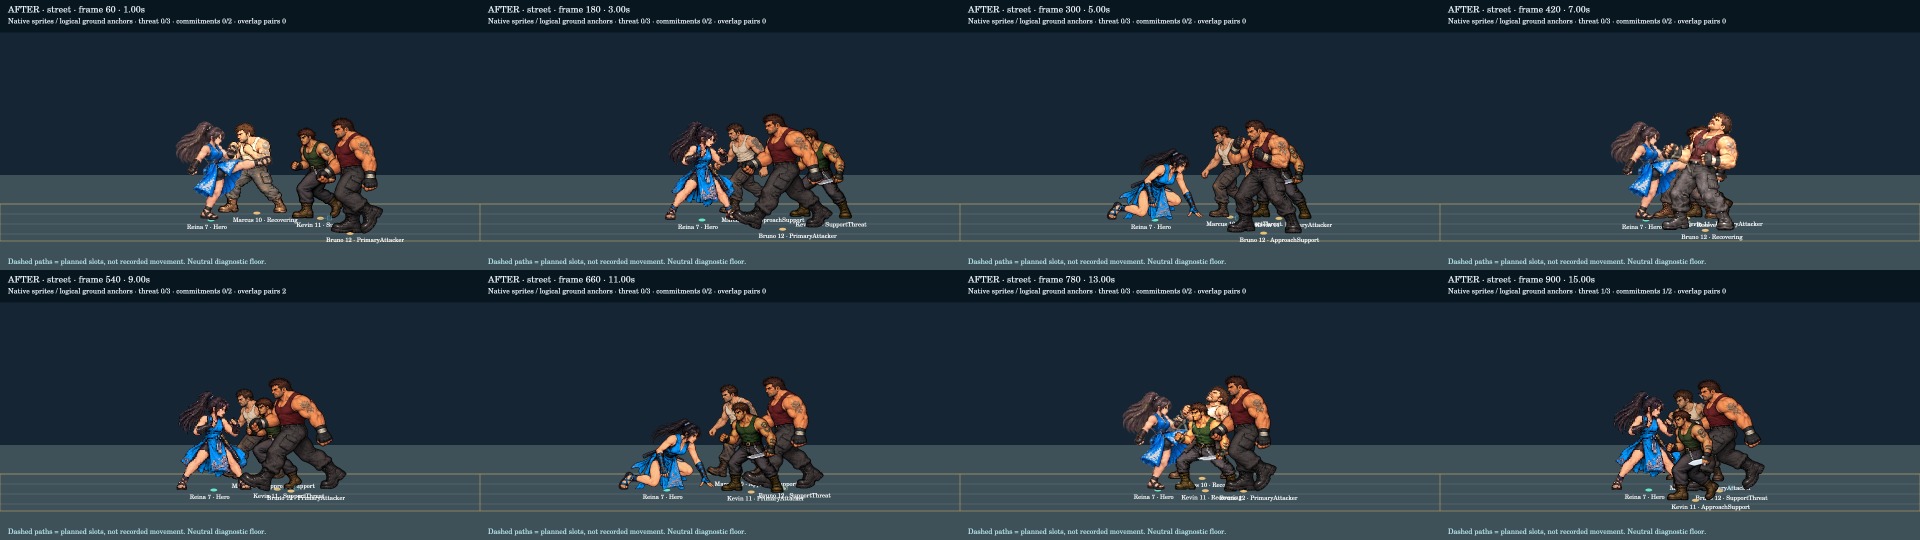 AFTER · street · frame 60 · 1.00s
Native sprites / logical ground anchors · threat 0/3 · commitments 0/2 · overlap pairs 0
Marcus 10 · Recovering
Reina 7 · Hero
Kevin 11 ·
Bruno 12 · PrimaryAttacker
Dashed paths = planned slots, not recorded movement. Neutral diagnostic floor.
AFTER · street · frame 180 · 3.00s
Native sprites / logical ground anchors · threat 0/3 · commitments 0/2 · overlap pairs 0
Reina 7 · Hero
Bruno 12 · PrimaryAttacker
Dashed paths = planned slots, not recorded movement. Neutral diagnostic floor.
AFTER · street · frame 300 · 5.00s
Native sprites / logical ground anchors · threat 0/3 · commitments 0/2 · overlap pairs 0
Reina 7 · Hero
Bruno 12 · ApproachSupport
Dashed paths = planned slots, not recorded movement. Neutral diagnostic floor.
AFTER · street · frame 420 · 7.00s
Native sprites / logical ground anchors · threat 0/3 · commitments 0/2 · overlap pairs 0
Reina 7 · Hero
Bruno 12 · Recovering
Dashed paths = planned slots, not recorded movement. Neutral diagnostic floor.
AFTER · street · frame 540 · 9.00s
Native sprites / logical ground anchors · threat 0/3 · commitments 0/2 · overlap pairs 2
Reina 7 · Hero
Dashed paths = planned slots, not recorded movement. Neutral diagnostic floor.
AFTER · street · frame 660 · 11.00s
Native sprites / logical ground anchors · threat 0/3 · commitments 0/2 · overlap pairs 0
Reina 7 · Hero
Kevin 11 ·
Dashed paths = planned slots, not recorded movement. Neutral diagnostic floor.
AFTER · street · frame 780 · 13.00s
Native sprites / logical ground anchors · threat 0/3 · commitments 0/2 · overlap pairs 0
Reina 7 · Hero
Kevin 11 ·
12 · PrimaryAttacker
Dashed paths = planned slots, not recorded movement. Neutral diagnostic floor.
AFTER · street · frame 900 · 15.00s
Native sprites / logical ground anchors · threat 1/3 · commitments 1/2 · overlap pairs 0
Reina 7 · Hero
12 · SupportThreat
Kevin 11 · ApproachSupport
Dashed paths = planned slots, not recorded movement. Neutral diagnostic floor.